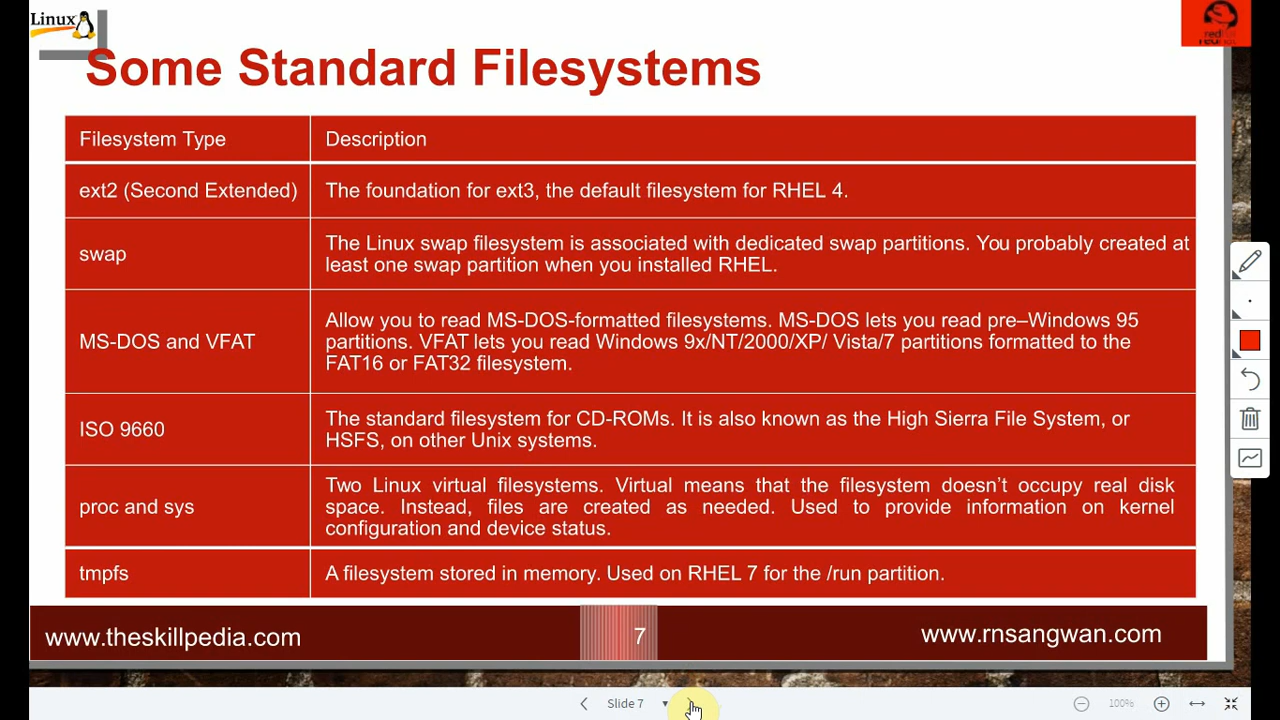 Linux
Some Standard Filesystems
Filesystem Type
Description
ext2 (Second Extended)
The foundation for ext3, the default filesystem for RHEL 4.
swap
The Linux swap filesystem is associated with dedicated swap partitions. You probably created at
least one swap partition when you installed RHEL.
MS-DOS and VFAT
Allow you to read MS-DOS-formatted filesystems. MS-DOS lets you read pre–Windows 95
partitions. VFAT lets you read Windows 9x/NT/2000/XP/ Vista/7 partitions formatted to the
FAT16 or FAT32 filesystem.
ISO 9660
The standard filesystem for CD-ROMs. It is also known as the High Sierra File System, or
HSFS, on other Unix systems.
proc and sys
Two Linux virtual filesystems. Virtual means that the filesystem doesn’t occupy real disk
space. Instead, files are created as needed. Used to provide information on kernel
configuration and device status.
tmpfs
A filesystem stored in memory. Used on RHEL 7 for the /run partition.
www.theskillpedia.com
7
www.rnsangwan.com
Slide 7
100%